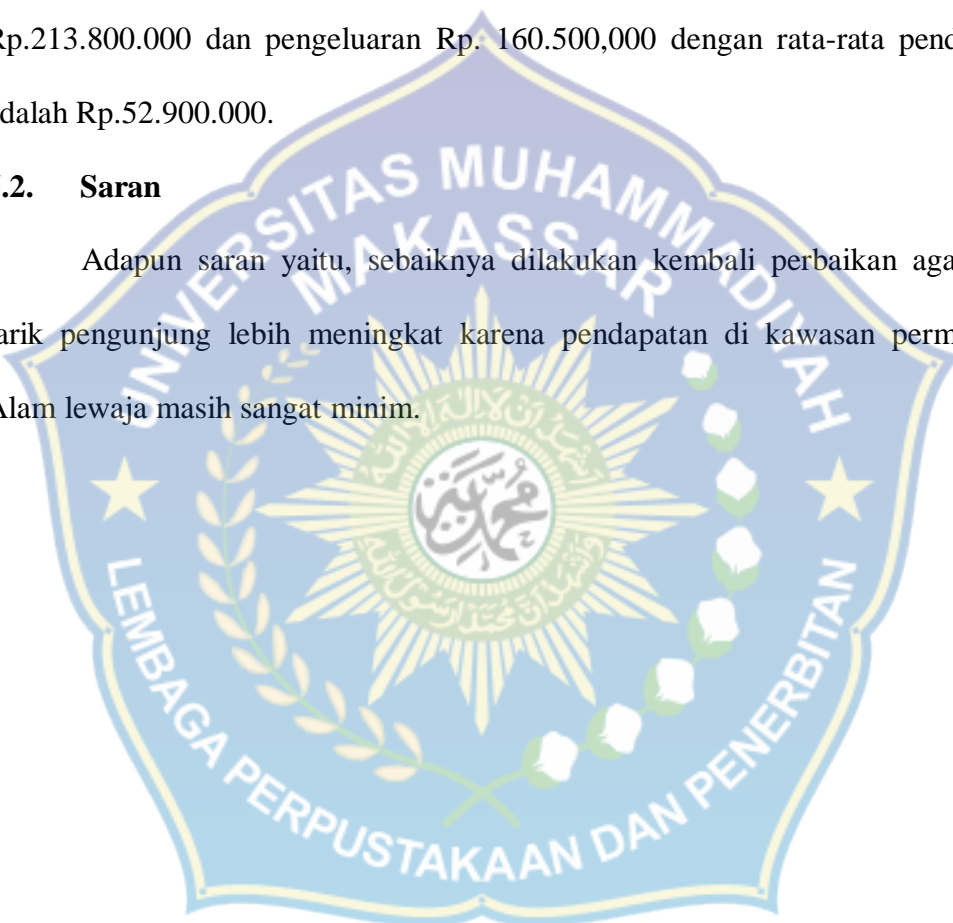 Rp.213.800.000 dan pengeluaran Rp. 160.500,000 dengan rata-rata pend
dalah Rp.52.900.000.
.2. Saran
Adapun saran yaitu, sebaiknya dilakukan kembali perbaikan aga
arik pengunjung lebih meningkat karena pendapatan di kawasan perm
Alam lewaja masih sangat minim.
UNIVERSITAS MUHAMMADIYAH
MAKASSAR
LEMBAGA PERPUSTAKAAN DAN PENERBITAN